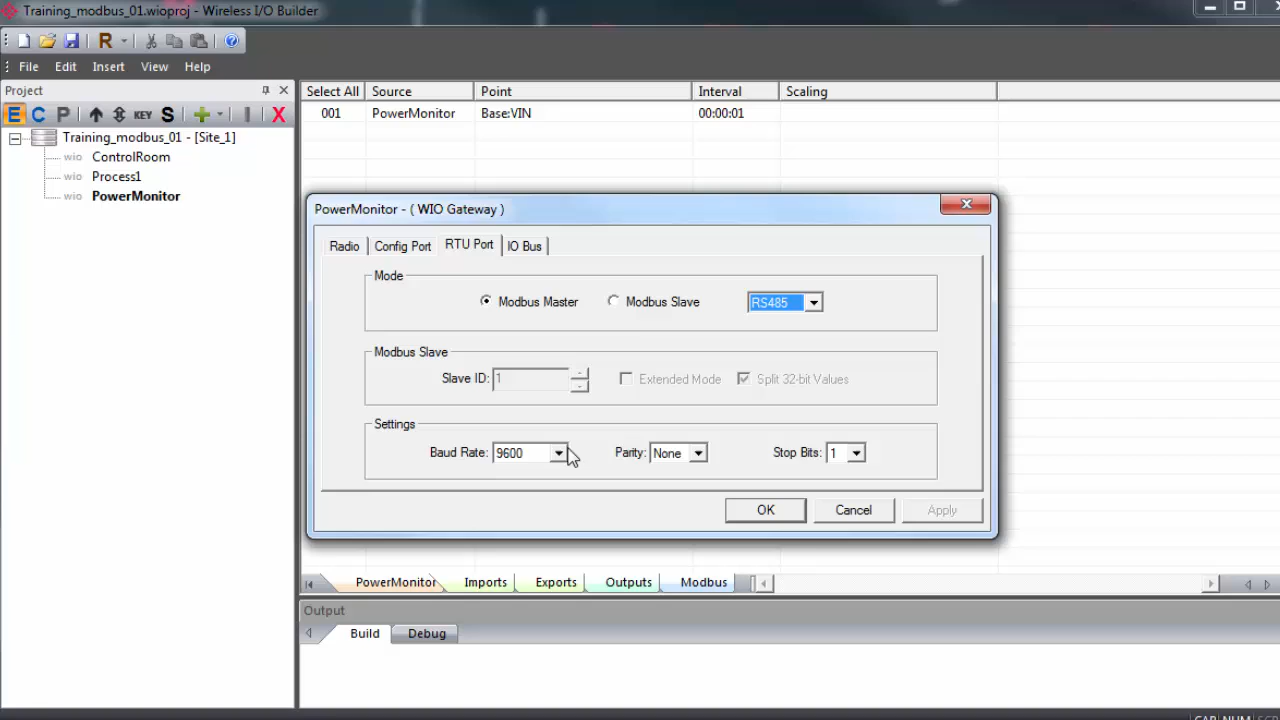 Training_modbus_01.wioproj - Wireless I/O Builder
R
File Edit Insert View Help
Project
E C P KEY S X
Training_modbus_01 - [Site_1]
wio ControlRoom
wio Process1
wio PowerMonitor
Select All Source Point Interval Scaling
001 PowerMonitor Base:VIN 00:00:01
PowerMonitor - ( WIO Gateway )
Radio Config Port RTU Port IO Bus
Mode
Modbus Master Modbus Slave RS485
Modbus Slave
Slave ID: 1 Extended Mode Split 32-bit Values
Settings
Baud Rate: 9600 Parity: None Stop Bits: 1
OK Cancel Apply
PowerMonitor Imports Exports Outputs Modbus
Output
Build Debug
CAP NUM SCR